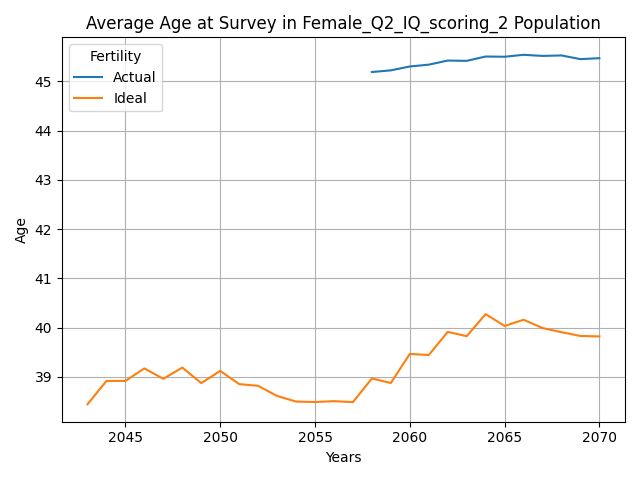 Average Age at Survey in Female_Q2_IQ_scoring_2 Population
Fertility
Actual
Ideal
45
44
43
42
41
40
39
Age
2045 2050 2055 2060 2065 2070
Years